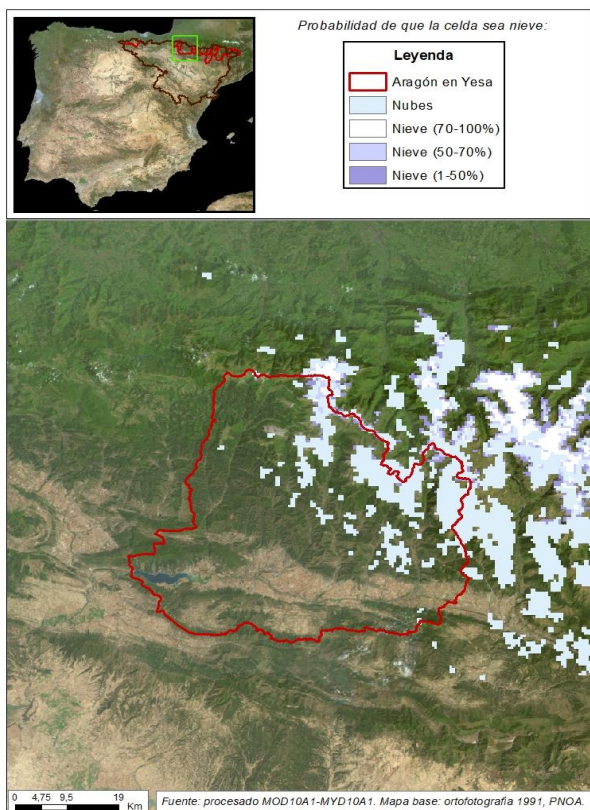 Probabilidad de que la celda sea nieve:
Leyenda
Aragón en Yesa
Nubes
Nieve (70-100%)
Nieve (50-70%)
Nieve (1-50%)
0 4,75 9,5 19
Km
Fuente: procesado MOD10A1-MYD10A1. Mapa base: ortofotografía 1991, PNOA.